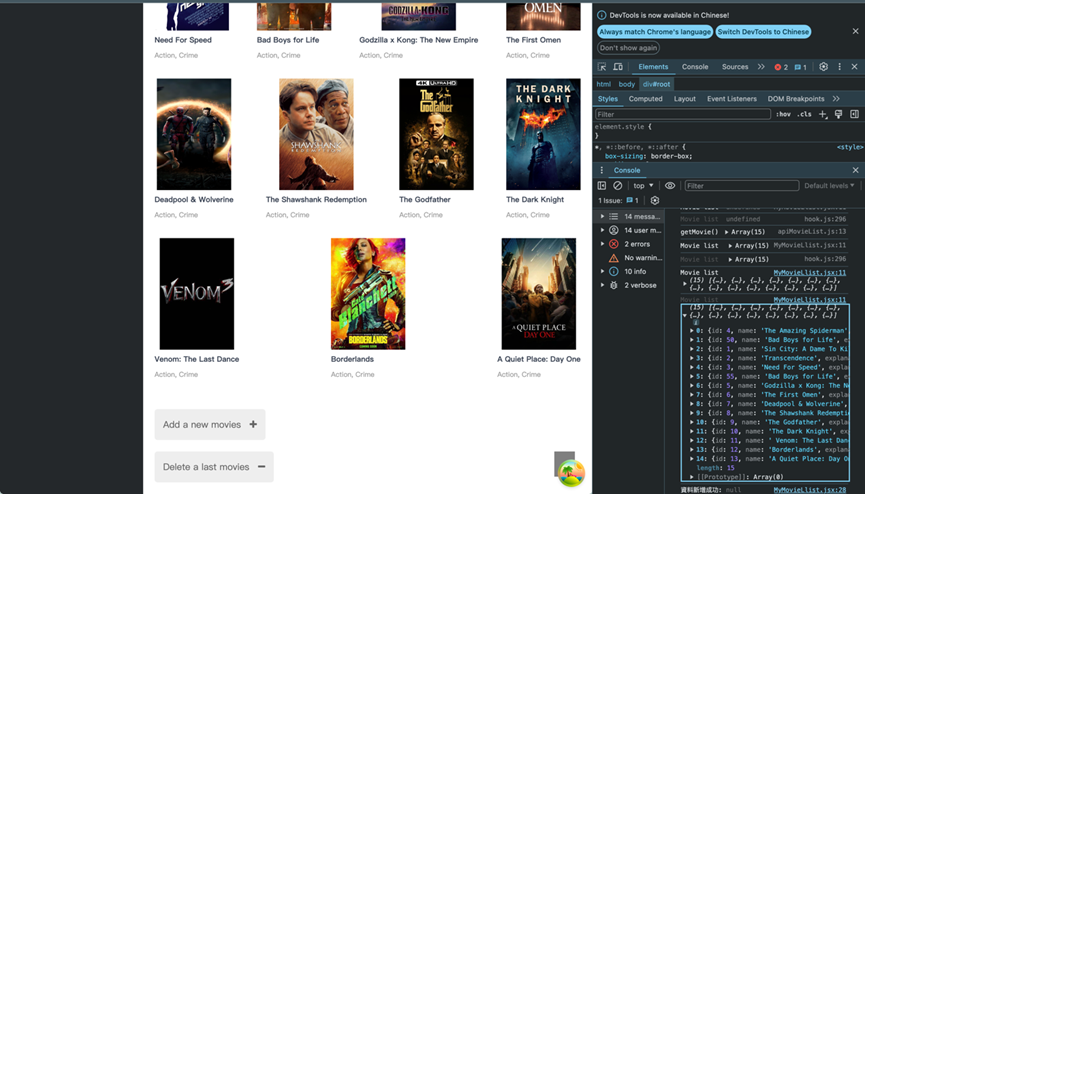 OMEN
GODZILLA x KONG
Need For Speed
Bad Boys for Life
Godzilla x Kong: The New Empire
The First Omen
Action, Crime
Action, Crime
Action, Crime
Action, Crime
SHAWSHANK
REDEMPTION
4K ULTRA HD
The
Godfather
THE DARK
KNIGHT
Deadpool & Wolverine
The Shawshank Redemption
The Godfather
The Dark Knight
Action, Crime
Action, Crime
Action, Crime
Action, Crime
VENOM 3
Blanchett!
BORDERLANDS
A QUIET PLACE
DAY ONE
Venom: The Last Dance
Borderlands
A Quiet Place: Day One
Action, Crime
Action, Crime
Action, Crime
Add a new movies +
Delete a last movies −
DevTools is now available in Chinese!
Always match Chrome's language
Switch DevTools to Chinese
Don't show again
Elements Console Sources 2 1
html body div#root
Styles Computed Layout Event Listeners DOM Breakpoints
Filter :hov .cls
element.style {
}
*, *::before, *::after { <style>
box-sizing: border-box;
Console
top Filter Default levels
1 Issue: 1
14 messa...
14 user m...
2 errors
No warnin...
10 info
2 verbose
Movie list undefined hook.js:296
getMovie() Array(15) apiMovieList.js:13
Movie list Array(15) MyMovieLlist.jsx:11
Movie list Array(15) hook.js:296
Movie list MyMovieLlist.jsx:11
(15) [{…}, {…}, {…}, {…}, {…}, {…}, {…},
{…}, {…}, {…}, {…}, {…}, {…}, {…}, {…}]
Movie list MyMovieLlist.jsx:11
(15) [{…}, {…}, {…}, {…}, {…}, {…}, {…},
{…}, {…}, {…}, {…}, {…}, {…}, {…}, {…}]
0: {id: 4, name: 'The Amazing Spiderman'
1: {id: 50, name: 'Bad Boys for Life', e
2: {id: 1, name: 'Sin City: A Dame To Ki
3: {id: 2, name: 'Transcendence', explan
4: {id: 3, name: 'Need For Speed', expla
5: {id: 55, name: 'Bad Boys for Life', e
6: {id: 5, name: 'Godzilla x Kong: The N
7: {id: 6, name: 'The First Omen', expla
8: {id: 7, name: 'Deadpool & Wolverine',
9: {id: 8, name: 'The Shawshank Redempti
10: {id: 9, name: 'The Godfather', expla
11: {id: 10, name: 'The Dark Knight', ex
12: {id: 11, name: ' Venom: The Last Dan
13: {id: 12, name: 'Borderlands', explan
14: {id: 13, name: 'A Quiet Place: Day O
length: 15
[[Prototype]]: Array(0)
資料新增成功: null MyMovieLlist.jsx:28